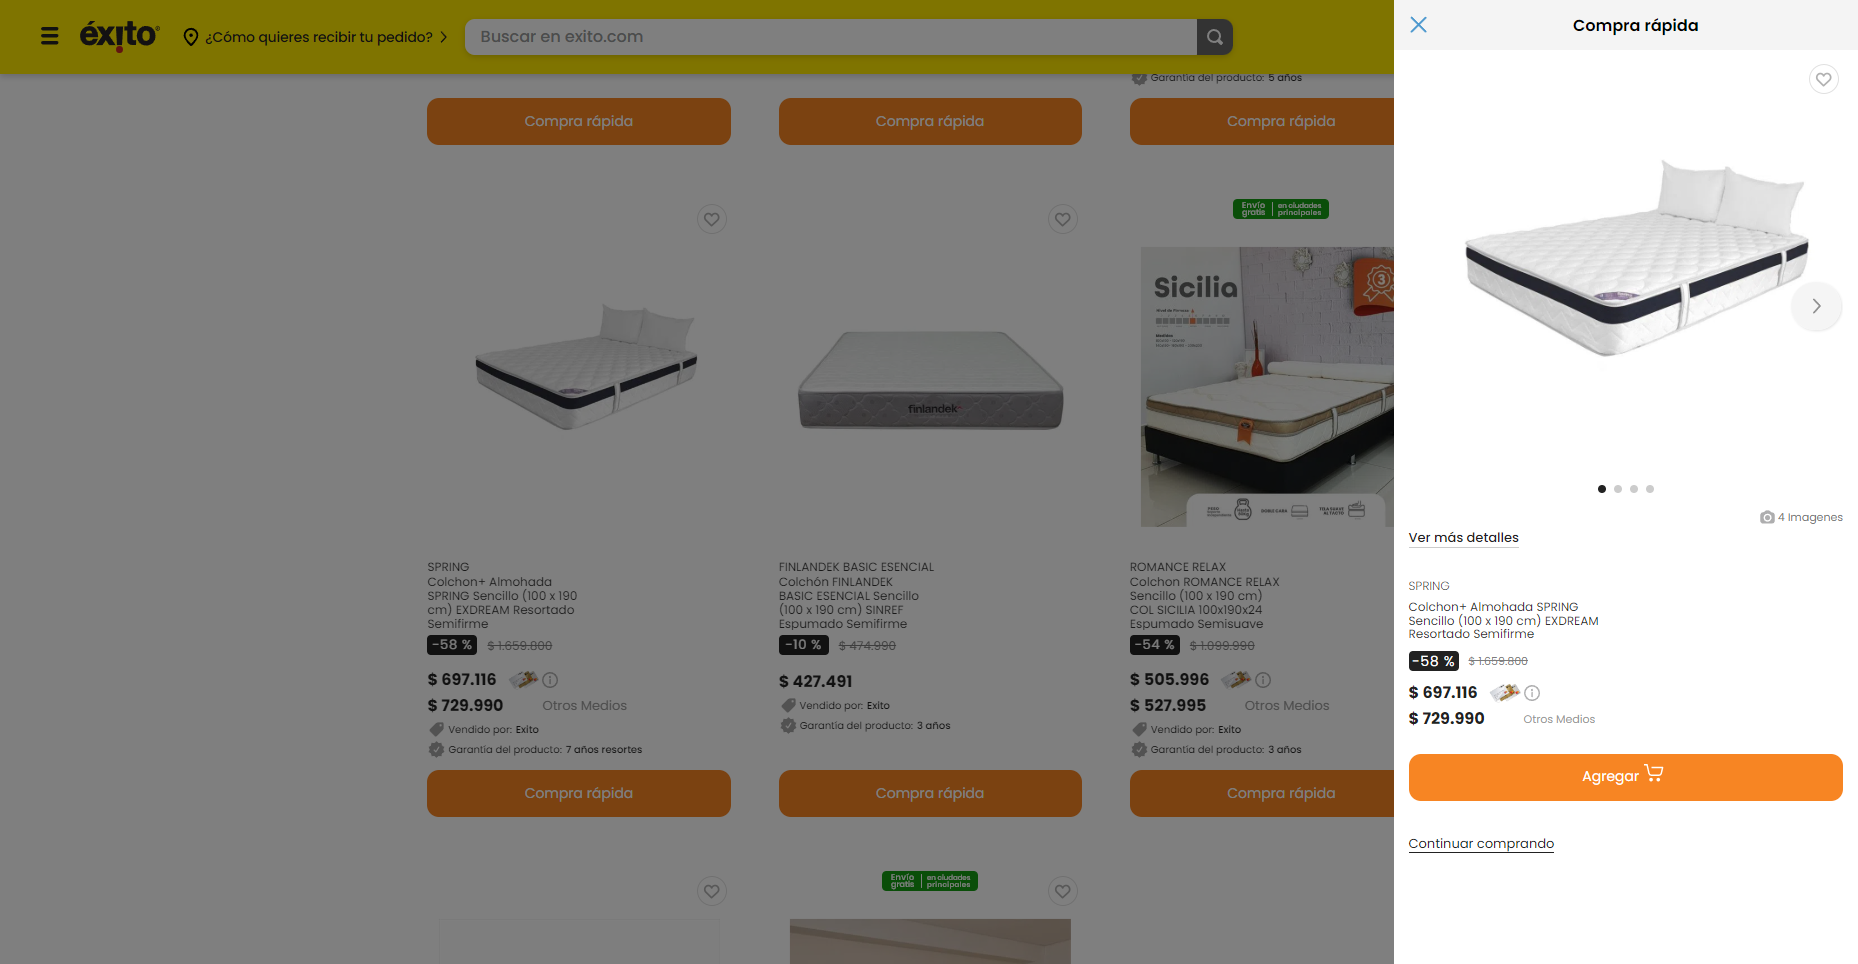 éxito
¿Cómo quieres recibir tu pedido?
Buscar en exito.com
Garantía del producto: 5 años
Compra rápida
Compra rápida
Compra rápida
Envío gratis | en ciudades principales
Sicilia
3
finlandek
SPRING
Colchon+ Almohada
SPRING Sencillo (100 x 190
cm) EXDREAM Resortado
Semifirme
-58 % $ 1.659.800
$ 697.116
$ 729.990 Otros Medios
Vendido por: Exito
Garantía del producto: 7 años resortes
Compra rápida
FINLANDEK BASIC ESENCIAL
Colchón FINLANDEK
BASIC ESENCIAL Sencillo
(100 x 190 cm) SINREF
Espumado Semifirme
-10 % $ 474.990
$ 427.491
Vendido por: Exito
Garantía del producto: 3 años
Compra rápida
ROMANCE RELAX
Colchon ROMANCE RELAX
Sencillo (100 x 190 cm)
COL SICILIA 100x190x24
Espumado Semisuave
-54 % $ 1.099.990
$ 505.996
$ 527.995 Otros Medios
Vendido por: Exito
Garantía del producto: 3 años
Compra rápida
Envío gratis | en ciudades principales
Compra rápida
4 Imagenes
Ver más detalles
SPRING
Colchon+ Almohada SPRING
Sencillo (100 x 190 cm) EXDREAM
Resortado Semifirme
-58 % $ 1.659.800
$ 697.116
$ 729.990 Otros Medios
Agregar
Continuar comprando